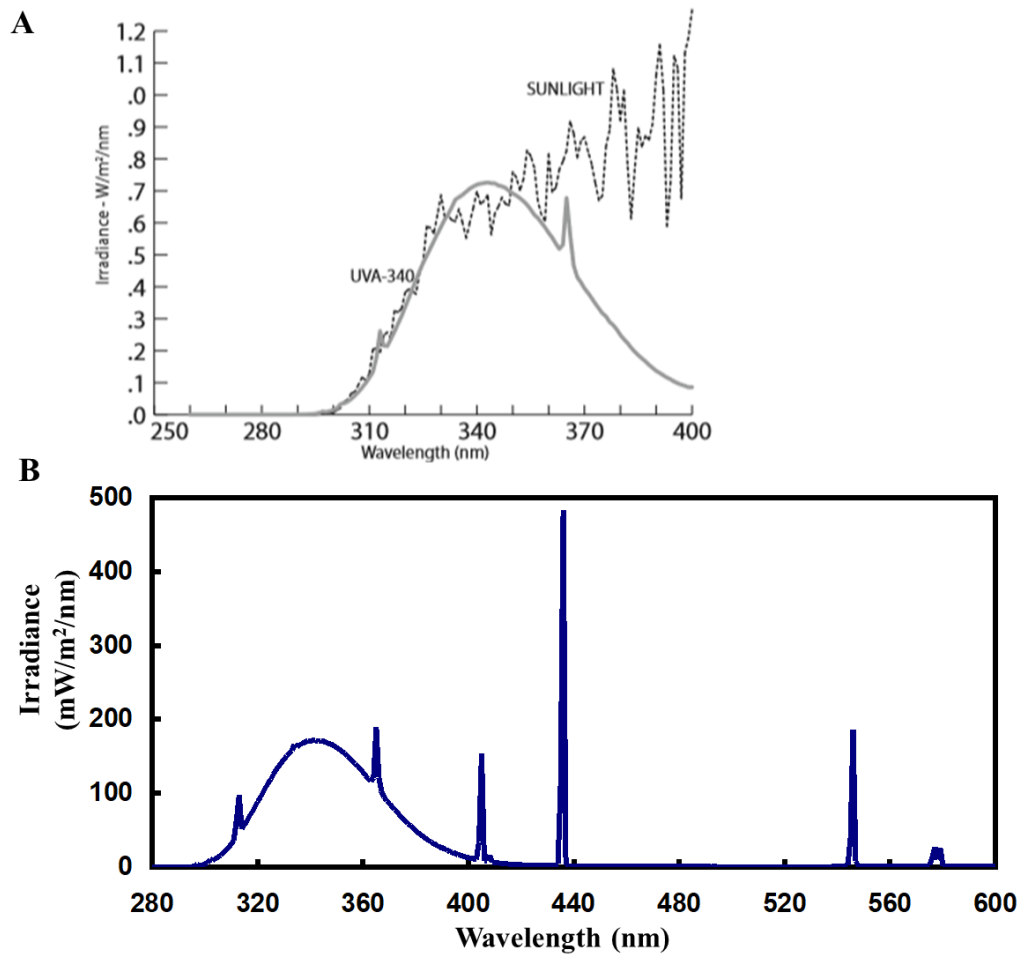 A
1.2
1.1
.0
.9
.8
.7
.6
.5
.4
.3
.2
.1
.0
Irradiance - W/m²/nm
SUNLIGHT
UVA-340
250 280 310 340 370 400
Wavelength (nm)
B
500
400
300
200
100
0
Irradiance
(mW/m²/nm)
280 320 360 400 440 480 520 560 600
Wavelength (nm)